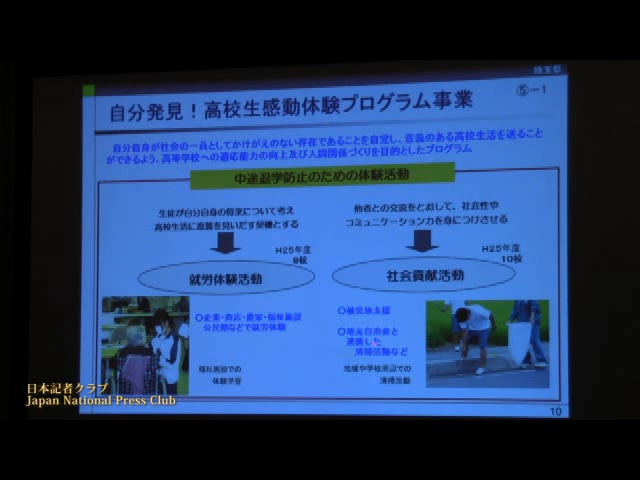 埼玉県
⑤－1
自分発見！高校生感動体験プログラム事業
自分自身が社会の一員としてかけがえのない存在であることを自覚し、意義のある高校生活を送ること
ができるよう、高等学校への適応能力の向上及び人間関係づくりを目的としたプログラム
中途退学防止のための体験活動
生徒が自分自身の将来について考え
高校生活に意義を見いだす契機とする
他者との交流をとおして、社会性や
コミュニケーション力を身につけさせる
H25年度
9校
H25年度
10校
就労体験活動
社会貢献活動
○企業・商店・農家・福祉施設
公民館などで就労体験
○被災地支援
○地元自治会と
連携した
清掃活動など
福祉施設での
体験学習
地域や学校周辺での
清掃活動
10
日本記者クラブ
Japan National Press Club